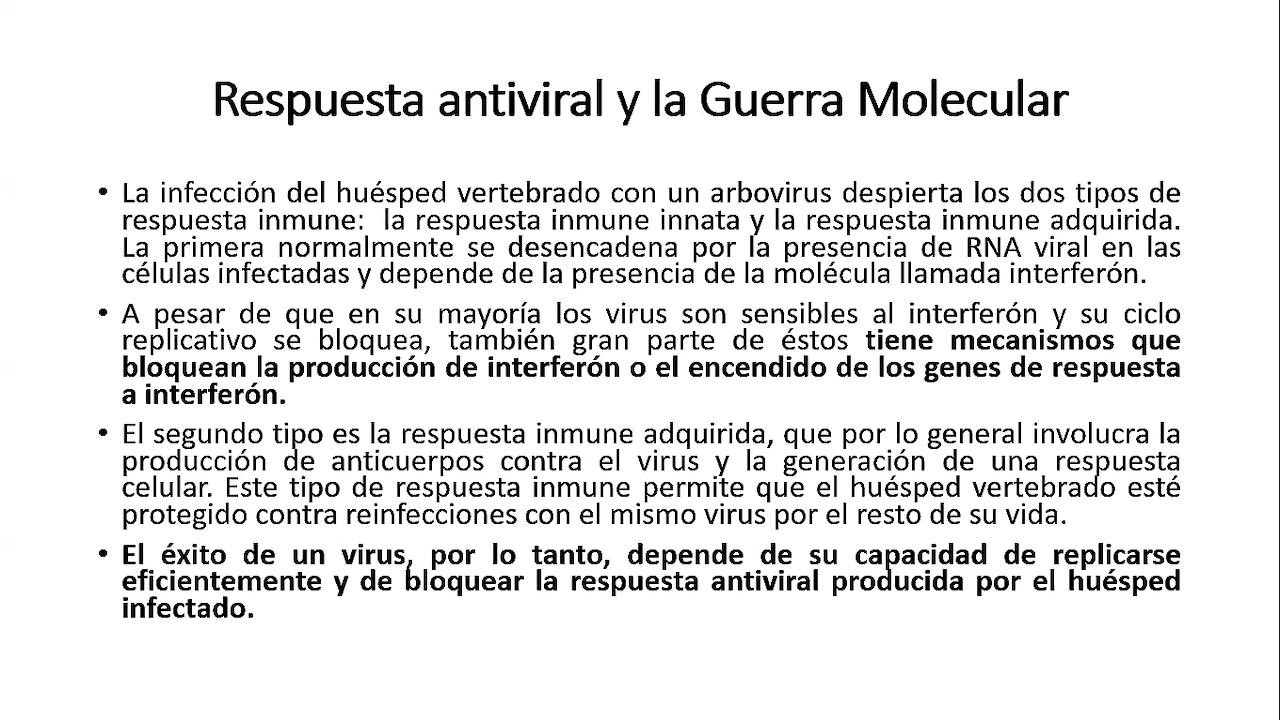 Respuesta antiviral y la Guerra Molecular
• La infección del huésped vertebrado con un arbovirus despierta los dos tipos de
respuesta inmune:  la respuesta inmune innata y la respuesta inmune adquirida.
La primera normalmente se desencadena por la presencia de RNA viral en las
células infectadas y depende de la presencia de la molécula llamada interferón.
• A pesar de que en su mayoría los virus son sensibles al interferón y su ciclo
replicativo se bloquea, también gran parte de éstos tiene mecanismos que
bloquean la producción de interferón o el encendido de los genes de respuesta
a interferón.
• El segundo tipo es la respuesta inmune adquirida, que por lo general involucra la
producción de anticuerpos contra el virus y la generación de una respuesta
celular. Este tipo de respuesta inmune permite que el huésped vertebrado esté
protegido contra reinfecciones con el mismo virus por el resto de su vida.
• El éxito de un virus, por lo tanto, depende de su capacidad de replicarse
eficientemente y de bloquear la respuesta antiviral producida por el huésped
infectado.